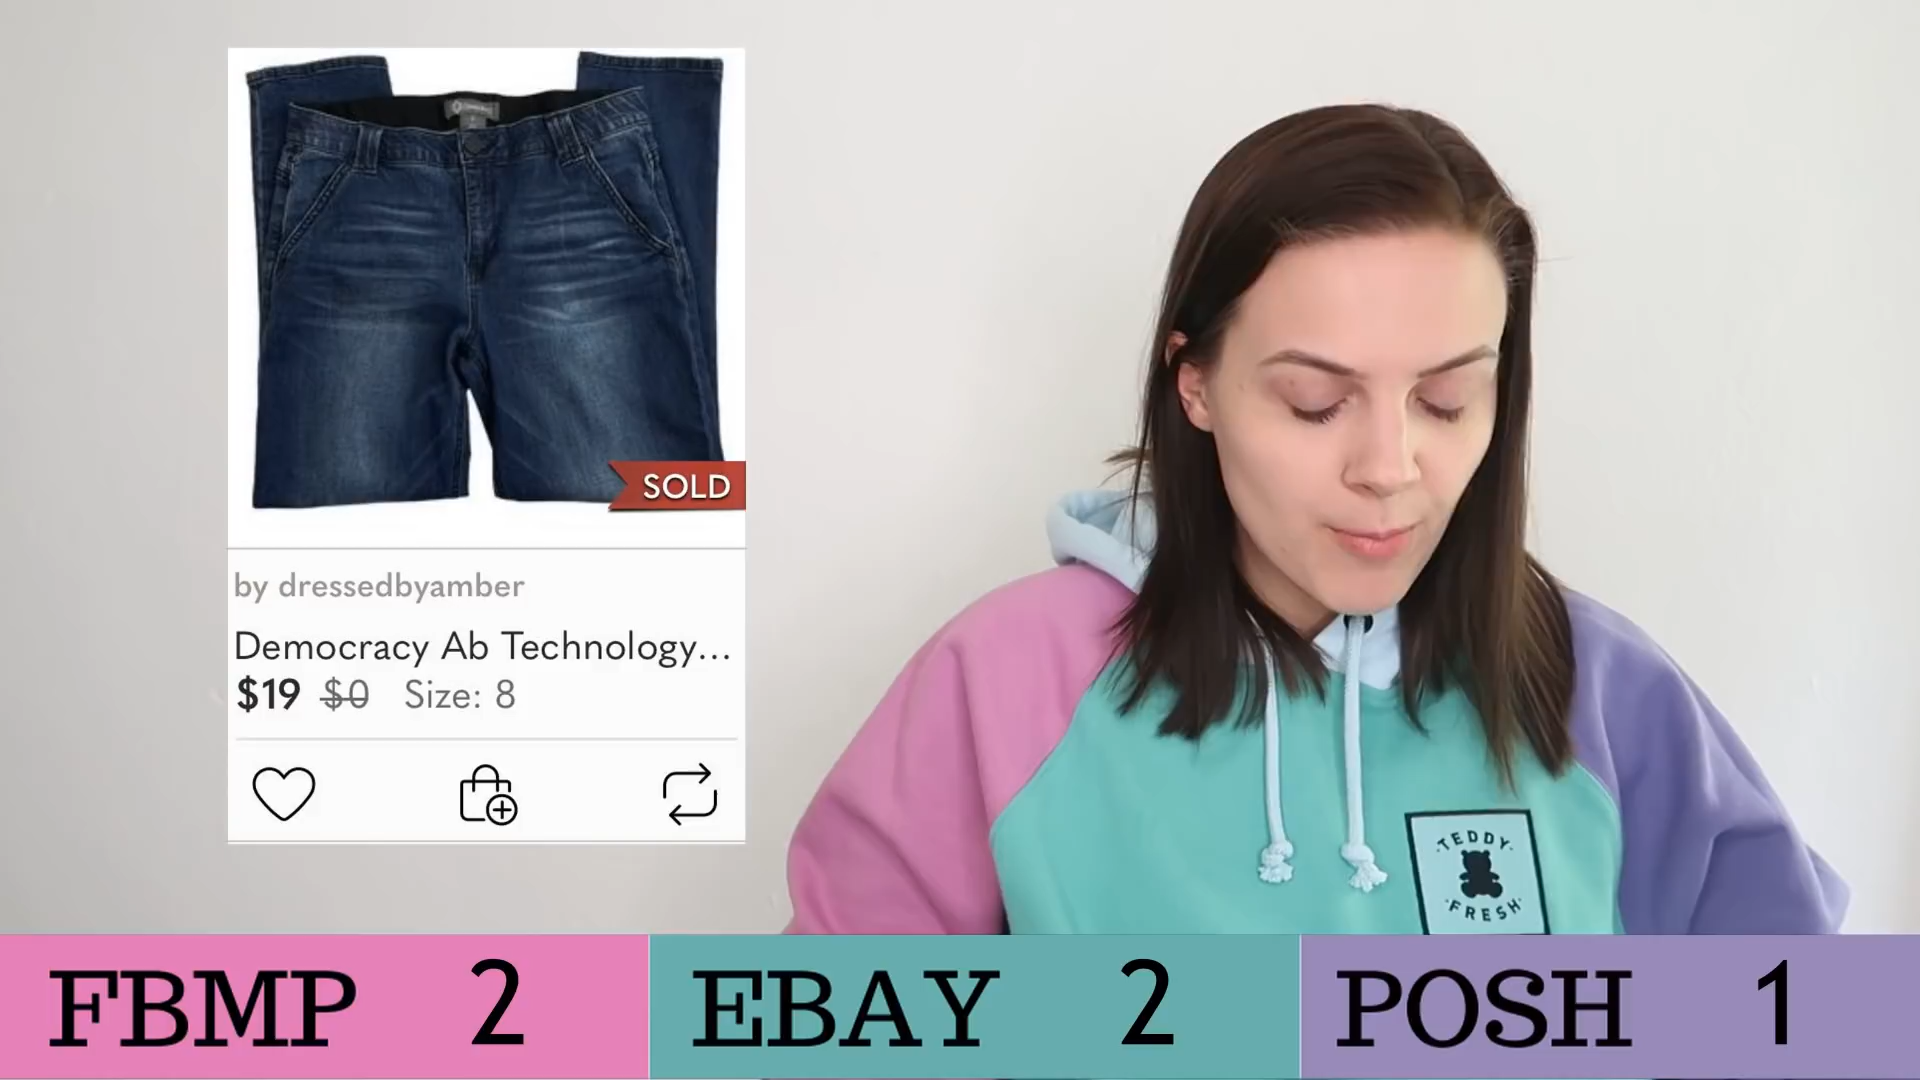 SOLD
by dressedbyamber
Democracy Ab Technology...
$19 $0 Size: 8
TEDDY
FRESH
FBMP 2
EBAY 2
POSH 1